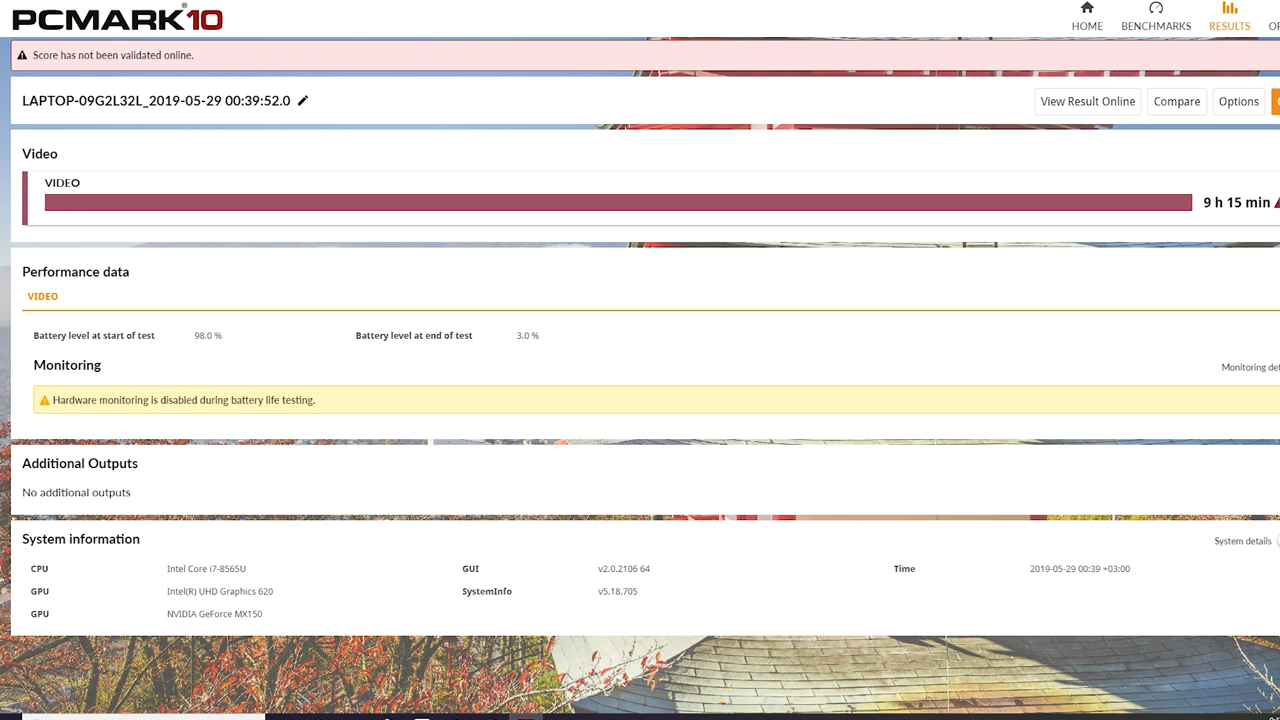 PCMARK®10
HOME BENCHMARKS RESULTS
Score has not been validated online.
LAPTOP-09G2L32L_2019-05-29 00:39:52.0
View Result Online Compare Options
Video
VIDEO
9 h 15 min
Performance data
VIDEO
Battery level at start of test 98.0 % Battery level at end of test 3.0 %
Monitoring
Monitoring
Hardware monitoring is disabled during battery life testing.
Additional Outputs
No additional outputs
System information
System details
CPU Intel Core i7-8565U GUI v2.0.2106 64 Time 2019-05-29 00:39 +03:00
GPU Intel(R) UHD Graphics 620 SystemInfo v5.18.705
GPU NVIDIA GeForce MX150